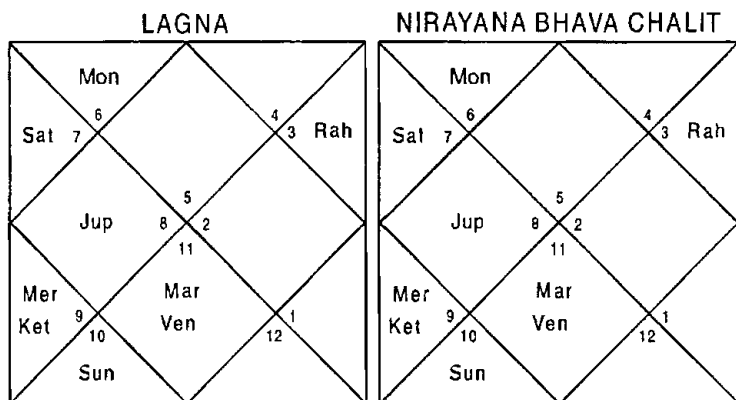 LAGNA
NIRAYANA BHAVA CHALIT
Mon
6
Sat 7
4
3 Rah
5
Jup 8 2
11
Mer
Ket 9
10
Mar
Ven
1
12
Sun
Mon
6
Sat 7
4
3 Rah
5
Jup 8 2
11
Mer
Ket 9
10
Mar
Ven
1
12
Sun